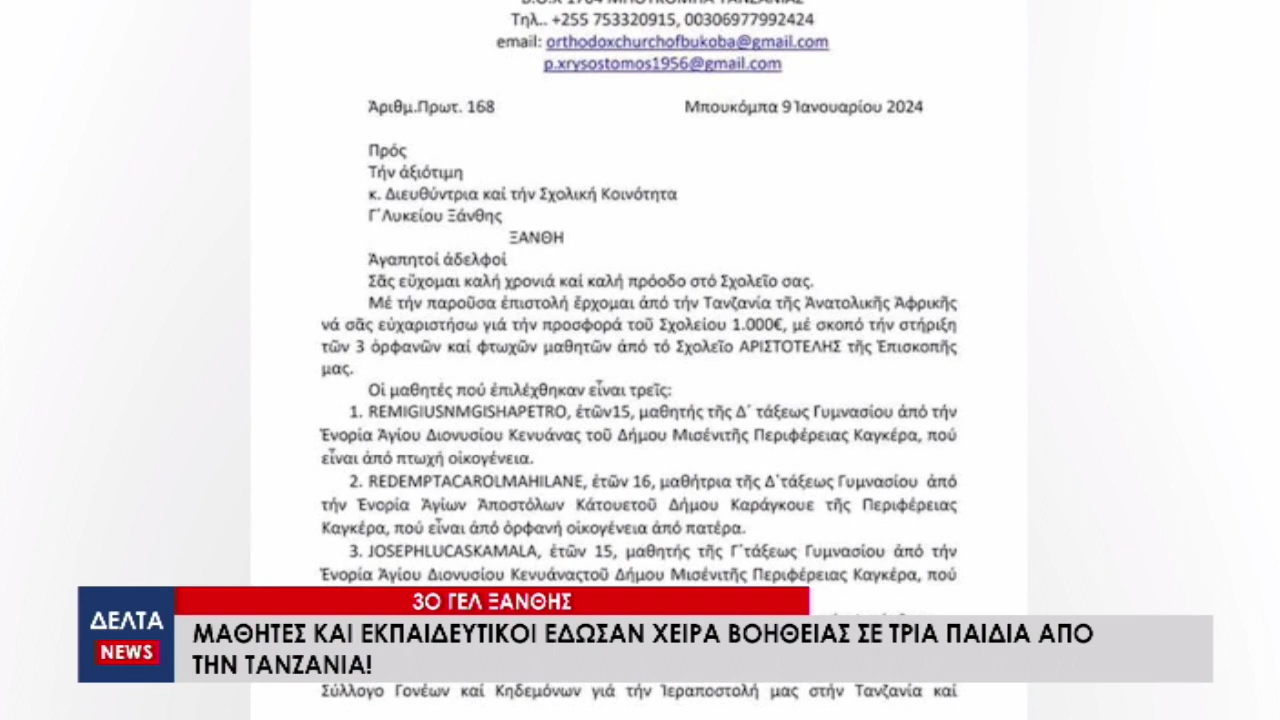 Τηλ.. +255 753320915, 00306977992424
email: orthodoxchurchofbukoba@gmail.com
p.xrysostomos1956@gmail.com
Ἀριθμ.Πρωτ. 168 Μπουκόμπα 9 Ἰανουαρίου 2024
Πρός
Τήν ἀξιότιμη
κ. Διευθύντρια καί τήν Σχολική Κοινότητα
Γ΄Λυκείου Ξάνθης
ΞΑΝΘΗ
Ἀγαπητοί ἀδελφοί
Σᾶς εὔχομαι καλή χρονιά καί καλή πρόοδο στό Σχολεῖο σας.
Μέ τήν παροῦσα ἐπιστολή ἔρχομαι ἀπό τήν Τανζανία τῆς Ἀνατολικῆς Ἀφρικῆς
νά σᾶς εὐχαριστήσω γιά τήν προσφορά τοῦ Σχολείου 1.000€, μέ σκοπό τήν στήριξη
τῶν 3 ὀρφανῶν καί φτωχῶν μαθητῶν ἀπό τό Σχολεῖο ΑΡΙΣΤΟΤΕΛΗΣ τῆς Ἐπισκοπῆς
μας.
Οἱ μαθητές πού ἐπιλέχθηκαν εἶναι τρεῖς:
1. REMIGIUSNMGISHAPETRO, ἐτῶν15, μαθητής τῆς Δ΄ τάξεως Γυμνασίου ἀπό τήν
Ἐνορία Ἁγίου Διονυσίου Κενυάνας τοῦ Δήμου Μισένιτῆς Περιφέρειας Καγκέρα, πού
εἶναι ἀπό πτωχή οἰκογένεια.
2. REDEMPTACAROLMAHILANE, ἐτῶν 16, μαθήτρια τῆς Δ΄τάξεως Γυμνασίου ἀπό
τήν Ἐνορία Ἁγίων Ἀποστόλων Κάτουετοῦ Δήμου Καράγκουε τῆς Περιφέρειας
Καγκέρα, πού εἶναι ἀπό ὀρφανή οἰκογένεια ἀπό πατέρα.
3. JOSEPHLUCASKAMALA, ἐτῶν 15, μαθητής τῆς Γ΄τάξεως Γυμνασίου ἀπό τήν
Ἐνορία Ἁγίου Διονυσίου Κενυάναςτοῦ Δήμου Μισένιτῆς Περιφέρειας Καγκέρα, πού
3Ο ΓΕΛ ΞΑΝΘΗΣ
ΔΕΛΤΑ
NEWS
ΜΑΘΗΤΕΣ ΚΑΙ ΕΚΠΑΙΔΕΥΤΙΚΟΙ ΕΔΩΣΑΝ ΧΕΙΡΑ ΒΟΗΘΕΙΑΣ ΣΕ ΤΡΙΑ ΠΑΙΔΙΑ ΑΠΟ
ΤΗΝ ΤΑΝΖΑΝΙΑ!
Σύλλογο Γονέων καί Κηδεμόνων γιά τήν Ἱεραποστολή μας στήν Τανζανία καί